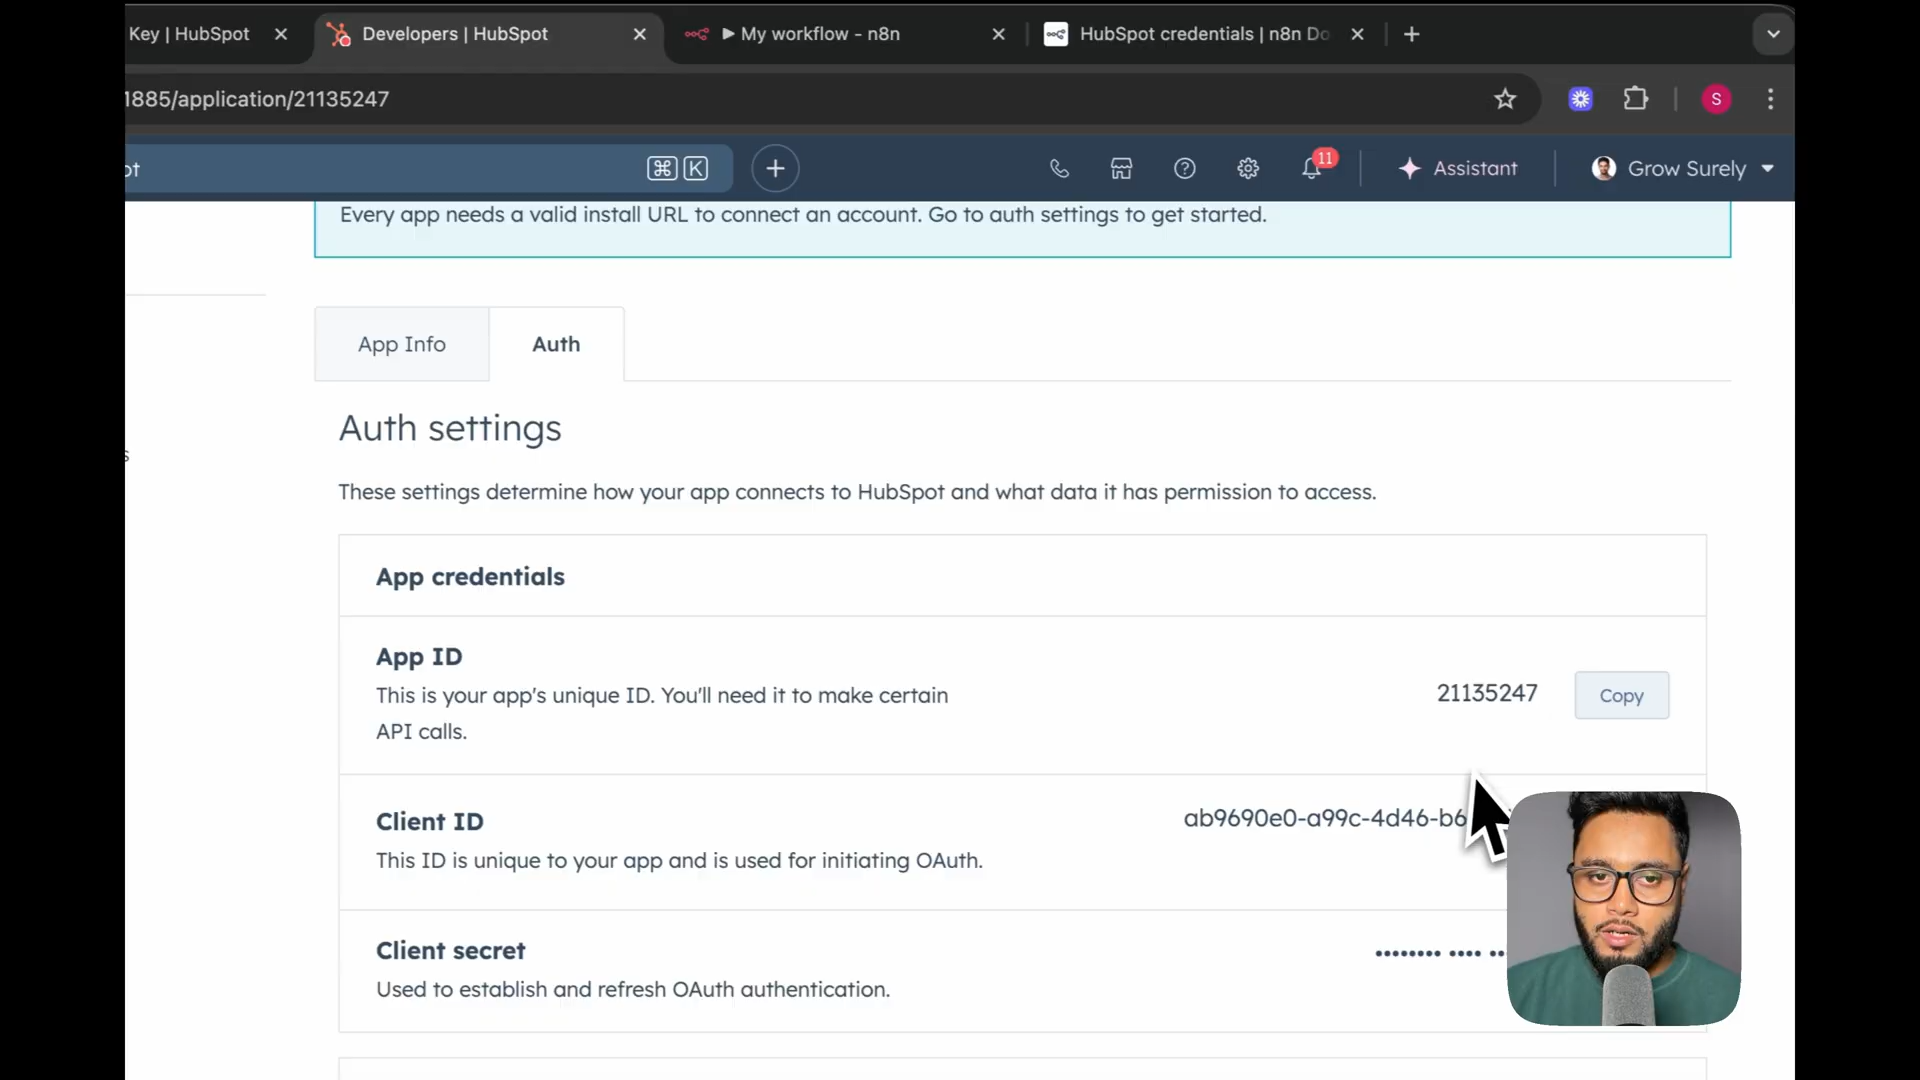 Key | HubSpot
Developers | HubSpot
My workflow - n8n
HubSpot credentials | n8n Do
1885/application/21135247
S
ot
⌘ K
11
Assistant
Grow Surely
Every app needs a valid install URL to connect an account. Go to auth settings to get started.
App Info
Auth
s
Auth settings
These settings determine how your app connects to HubSpot and what data it has permission to access.
App credentials
App ID
This is your app's unique ID. You'll need it to make certain
API calls.
21135247
Copy
Client ID
ab9690e0-a99c-4d46-b6
This ID is unique to your app and is used for initiating OAuth.
Client secret
Used to establish and refresh OAuth authentication.